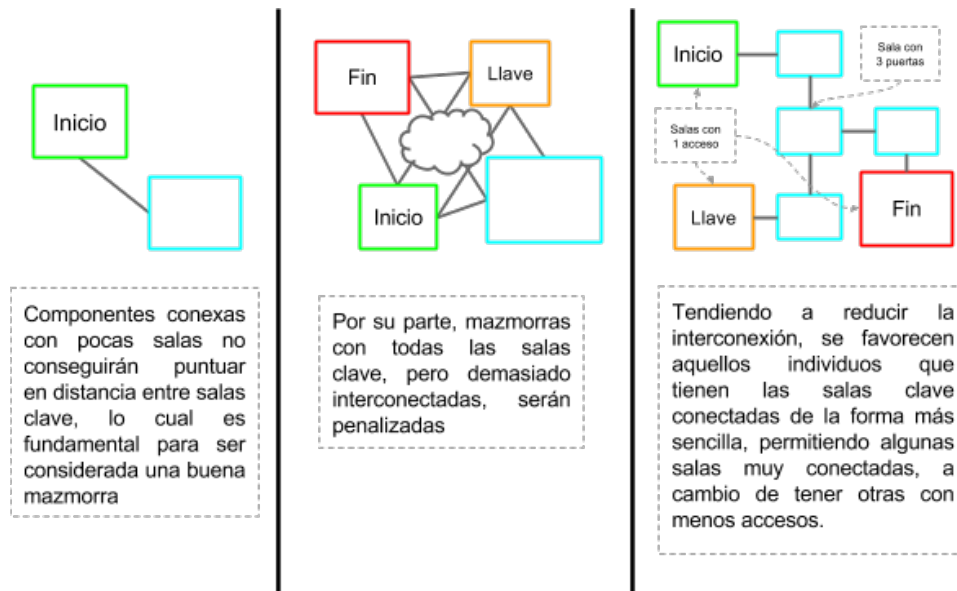 Inicio
Componentes conexas
con pocas salas no
conseguirán puntuar
en distancia entre salas
clave, lo cual es
fundamental para ser
considerada una buena
mazmorra
Fin
Llave
Inicio
Por su parte, mazmorras
con todas las salas
clave, pero demasiado
interconectadas, serán
penalizadas
Inicio
Sala con
3 puertas
Salas con
1 acceso
Llave
Fin
Tendiendo a reducir la
interconexión, se favorecen
aquellos individuos que
tienen las salas clave
conectadas de la forma más
sencilla, permitiendo algunas
salas muy conectadas, a
cambio de tener otras con
menos accesos.